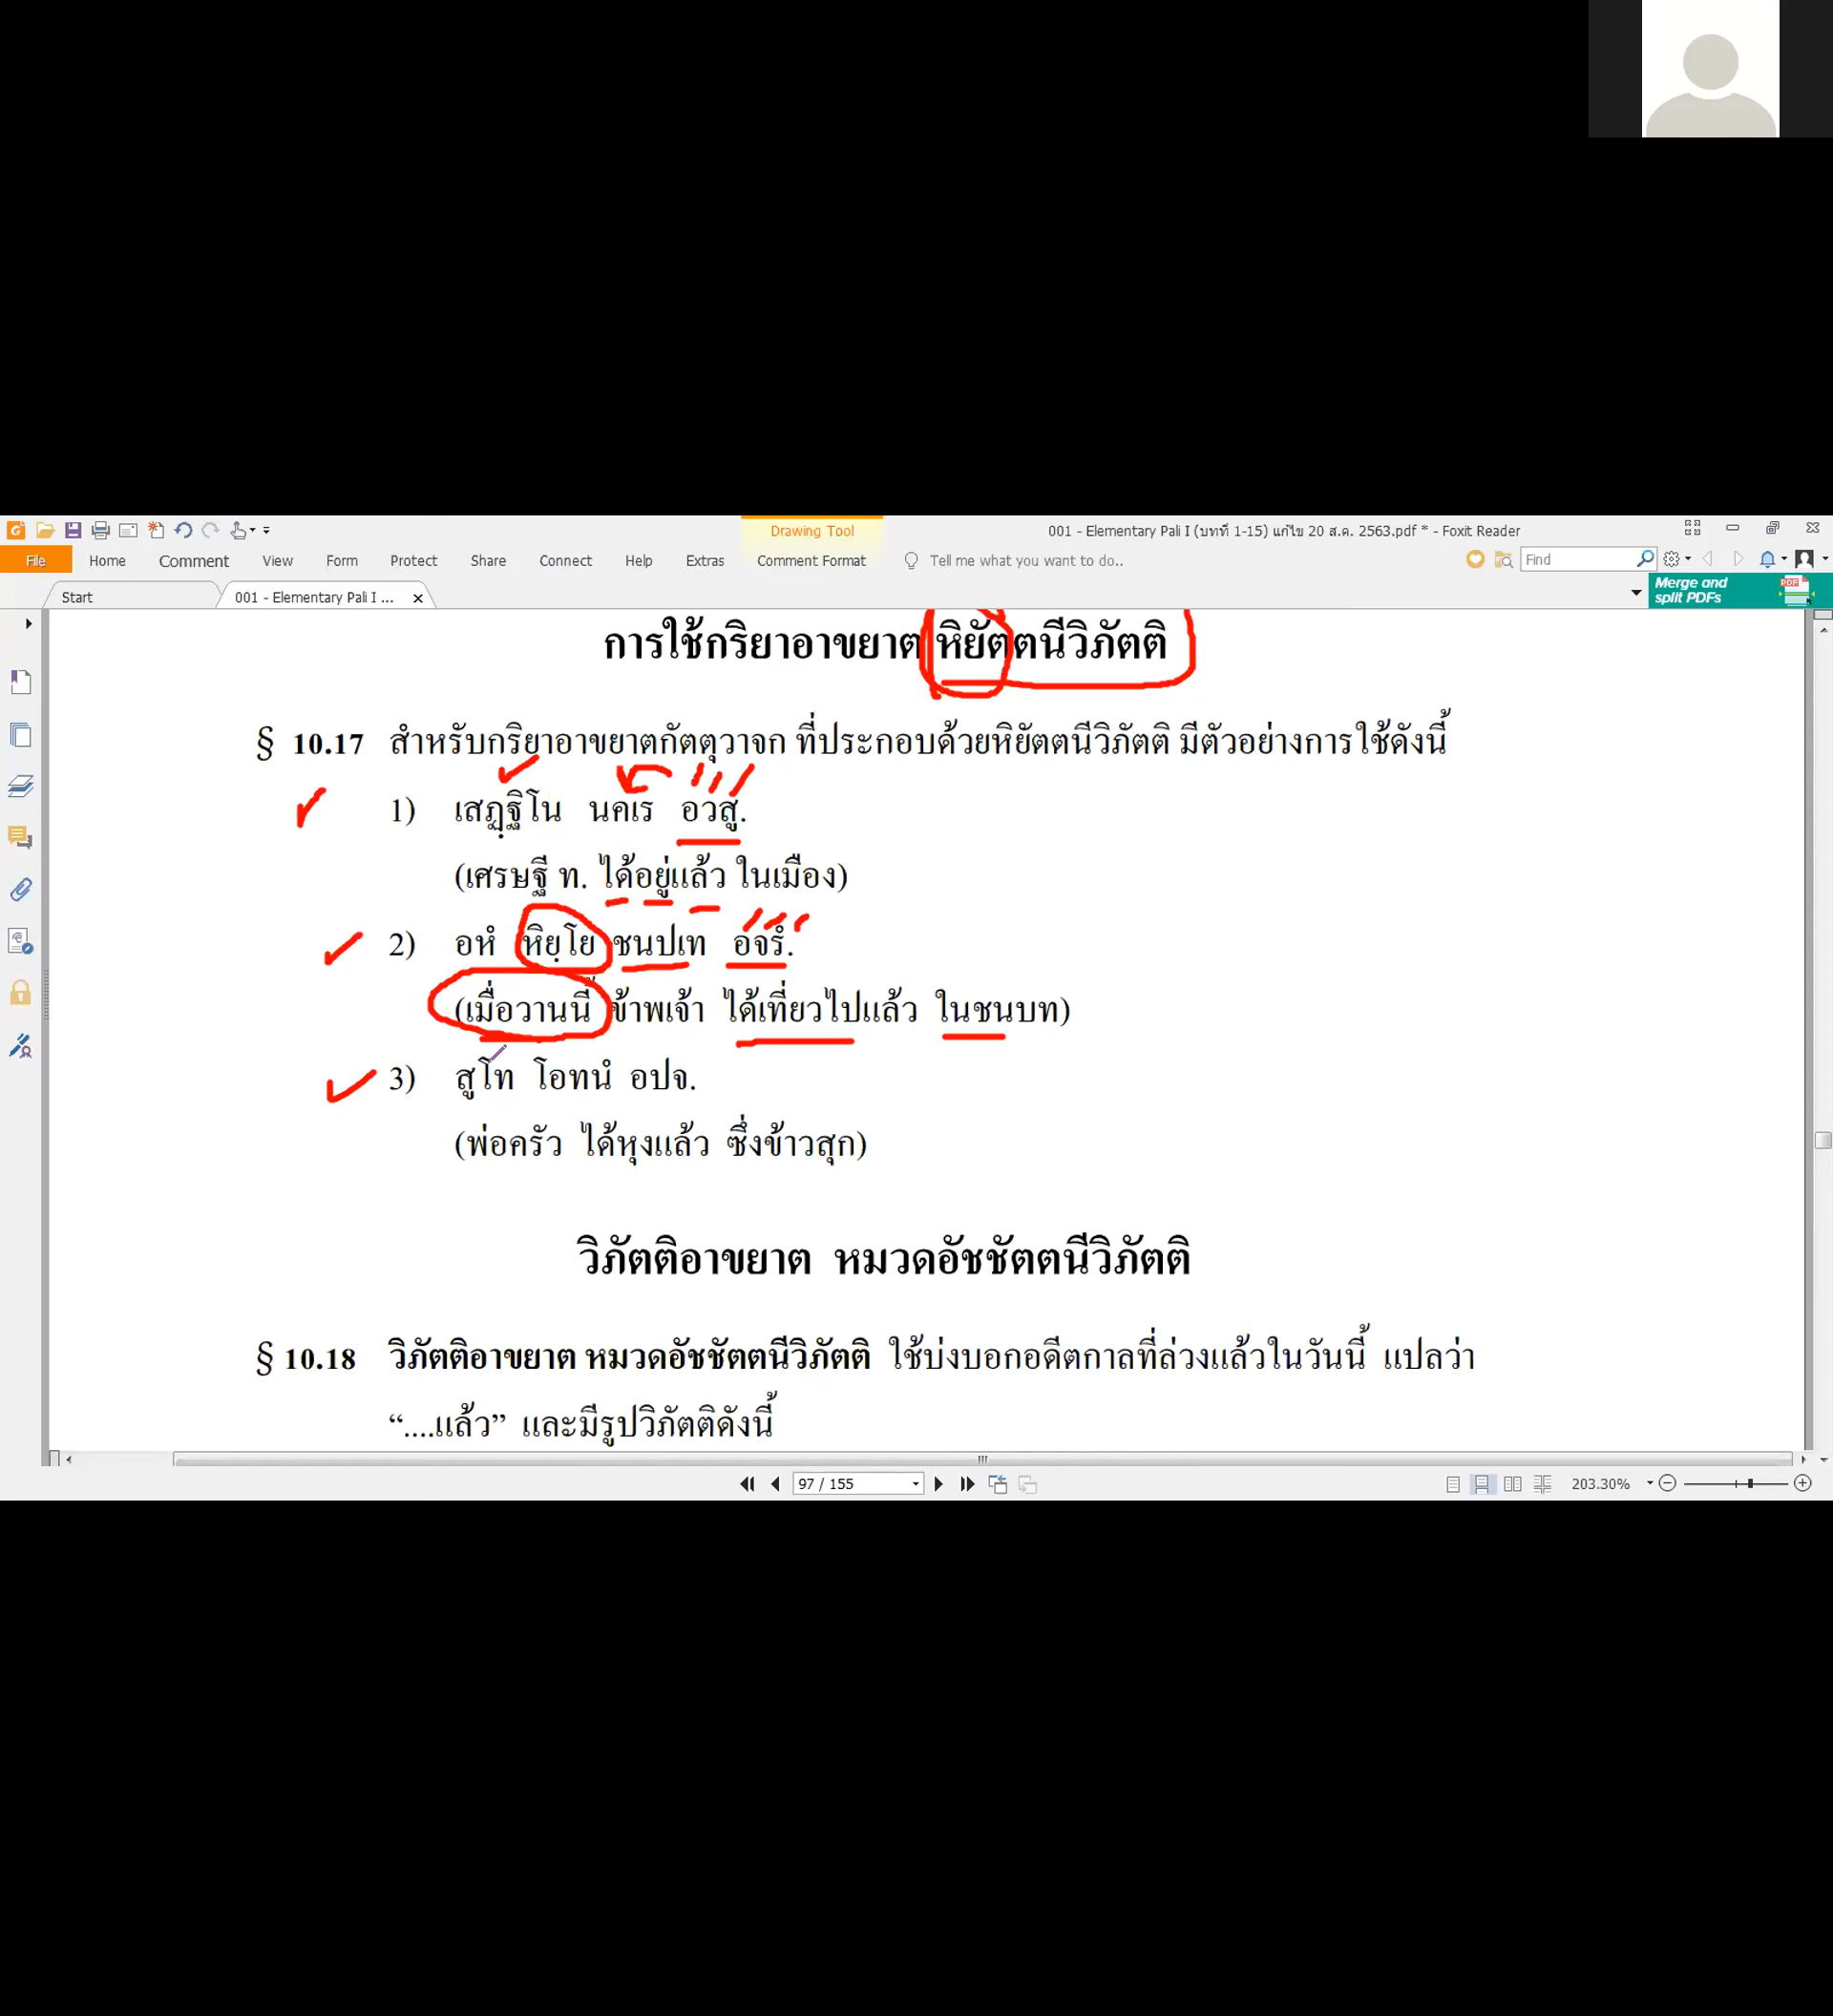 Drawing Tool
001 - Elementary Pali I (บทที่ 1-15) แก้ไข 20 ส.ค. 2563.pdf * - Foxit Reader
File Home Comment View Form Protect Share Connect Help Extras Comment Format Tell me what you want to do.. Find
Start 001 - Elementary Pali I ... Merge and split PDFs
การใช้กริยาอาขยาต หิยัตตนีวิภัตติ
§ 10.17 สำหรับกริยาอาขยาตกัตตุวาจก ที่ประกอบด้วยหิยัตตนีวิภัตติ มีตัวอย่างการใช้ดังนี้
1) เสฏฺฐิโน นคเร อวสู.
(เศรษฐี ท. ได้อยู่แล้ว ในเมือง)
2) อหํ หิยฺโย ชนปเท อจรํ.
(เมื่อวานนี้ ข้าพเจ้า ได้เที่ยวไปแล้ว ในชนบท)
3) สูโท โอทนํ อปจ.
(พ่อครัว ได้หุงแล้ว ซึ่งข้าวสุก)
วิภัตติอาขยาต หมวดอัชชัตตนีวิภัตติ
§ 10.18 วิภัตติอาขยาต หมวดอัชชัตตนีวิภัตติ ใช้บ่งบอกอดีตกาลที่ล่วงแล้วในวันนี้ แปลว่า
“....แล้ว” และมีรูปวิภัตติดังนี้
97 / 155 203.30%